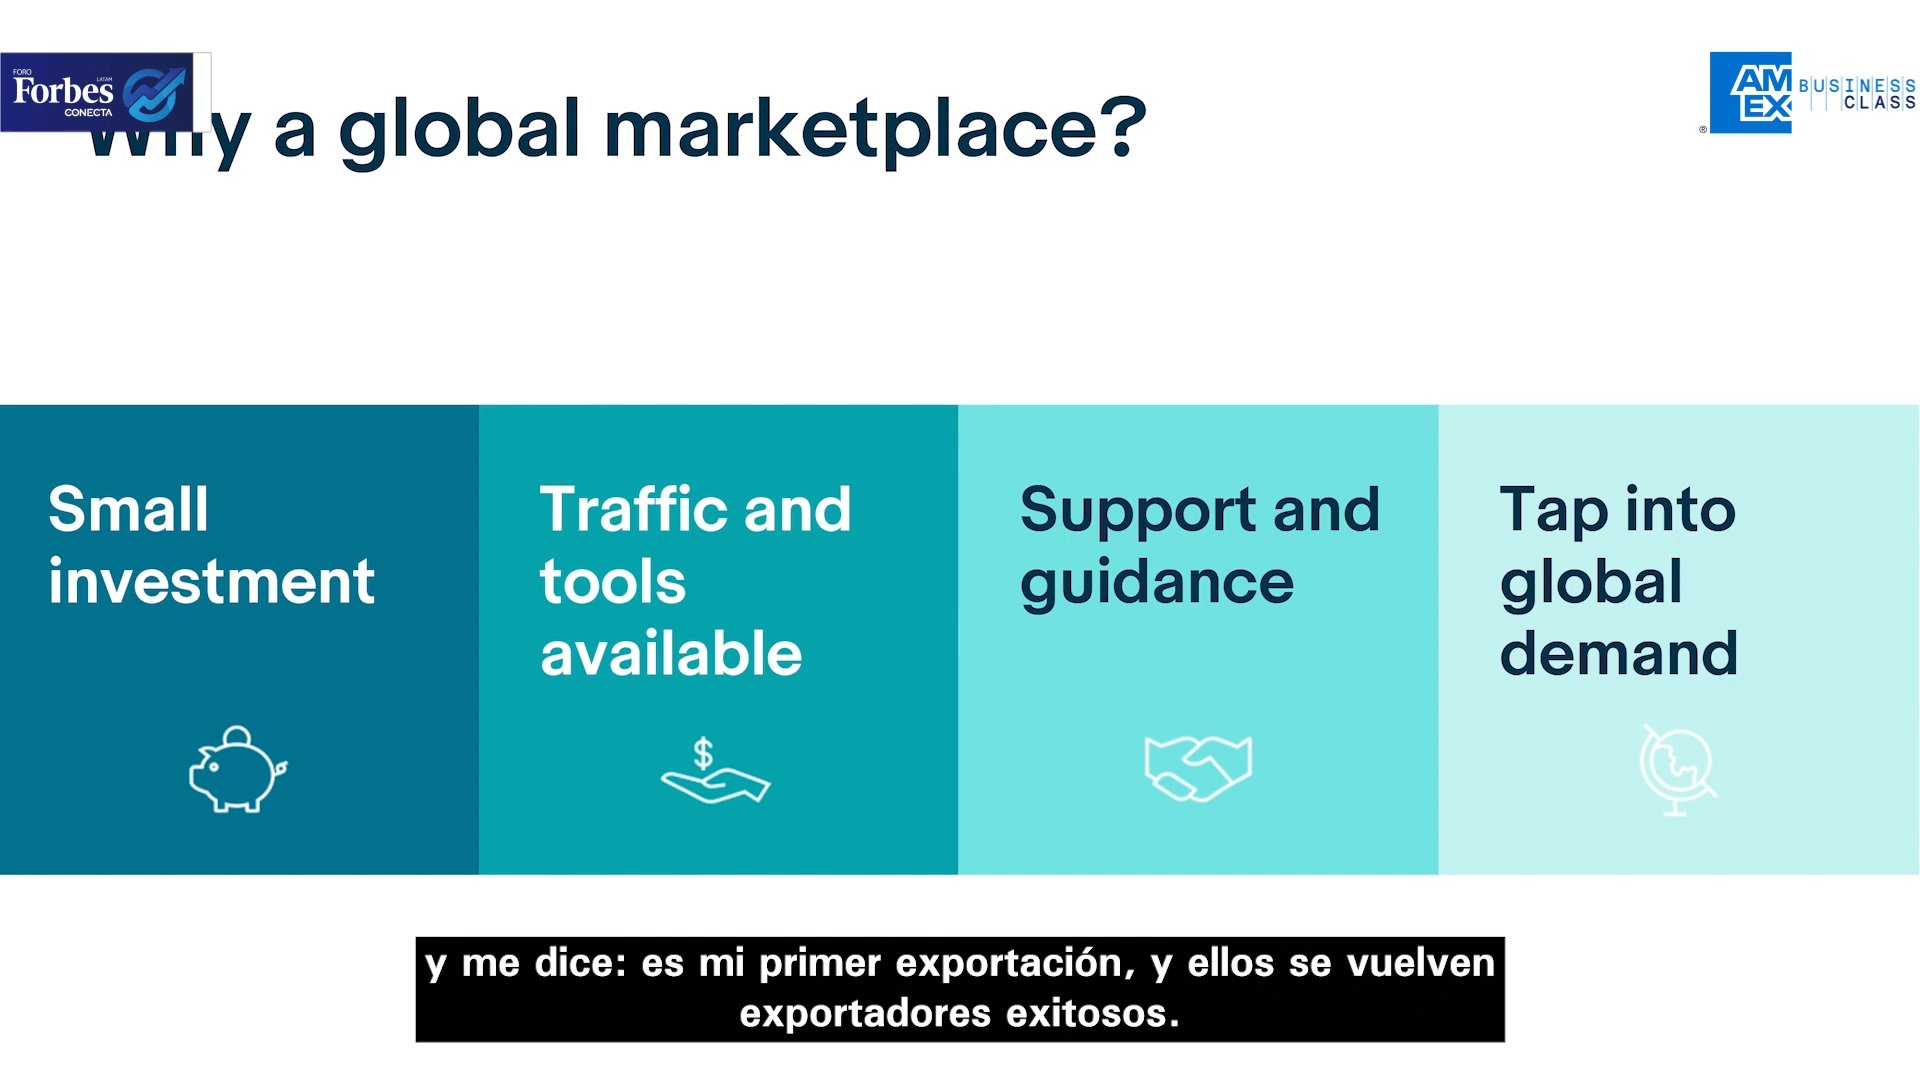 FORO
Forbes
LATAM
CONECTA
Why a global marketplace?
AM
EX
®
BUSINESS
CLASS
Small
investment
Traffic and
tools
available
Support and
guidance
Tap into
global
demand
$
y me dice: es mi primer exportación, y ellos se vuelven
exportadores exitosos.